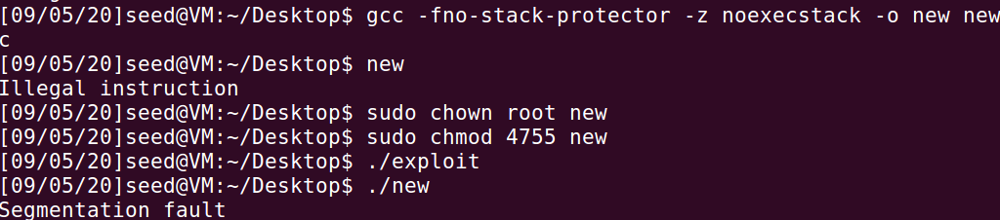 [09/05/20]seed@VM:~/Desktop$ gcc -fno-stack-protector -z noexecstack -o new new
c
[09/05/20]seed@VM:~/Desktop$ new
Illegal instruction
[09/05/20]seed@VM:~/Desktop$ sudo chown root new
[09/05/20]seed@VM:~/Desktop$ sudo chmod 4755 new
[09/05/20]seed@VM:~/Desktop$ ./exploit
[09/05/20]seed@VM:~/Desktop$ ./new
Segmentation fault